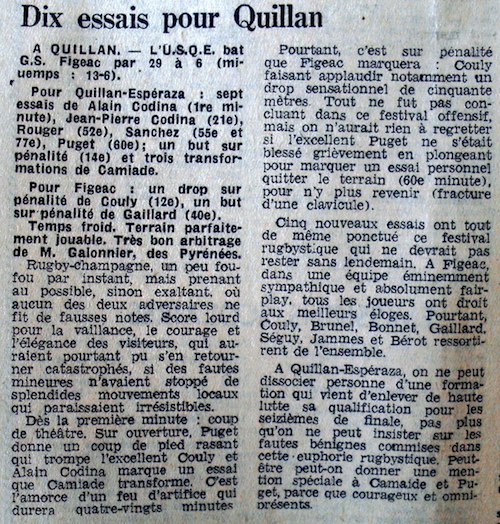 Dix essais pour Quillan
A QUILLAN. — L'U.S.Q.E. bat
G.S. Figeac par 29 à 6 (mi-
temps : 13-6).
Pour Quillan-Espéraza : sept
essais de Alain Codina (1re mi-
nute), Jean-Pierre Codina (21e),
Rouger (52e), Sanchez (55e et
77e), Puget (60e); un but sur
pénalité (14e) et trois transfor-
mations de Camiade.
Pour Figeac : un drop sur
pénalité de Couly (12e), un but
sur pénalité de Gaillard (40e).
Temps froid. Terrain parfaite-
ment jouable. Très bon arbitrage
de M. Galonnier, des Pyrénées.
Rugby-champagne, un peu fou-
fou par instant, mais prenant
au possible, sinon exaltant, où
aucun des deux adversaires ne
fit de fausses notes. Score lourd
pour la vaillance, le courage et
l'élégance des visiteurs, qui au-
raient pourtant pu s'en retour-
ner catastrophés, si des fautes
mineures n'avaient stoppé de
splendides mouvements locaux
qui paraissaient irrésistibles.
Dès la première minute : coup
de théâtre. Sur ouverture, Puget
donne un coup de pied rasant
qui trompe l'excellent Couly et
Alain Codina marque un essai
que Camiade transforme. C'est
l'amorce d'un feu d'artifice qui
durera quatre-vingts minutes
Pourtant, c'est sur pénalité
que Figeac marquera : Couly
faisant applaudir notamment un
drop sensationnel de cinquante
mètres. Tout ne fut pas con-
cluant dans ce festival offensif,
mais on n'aurait rien à regretter
si l'excellent Puget ne s'était
blessé grièvement en plongeant
pour marquer un essai personnel
quitter le terrain (60e minute),
pour n'y plus revenir (fracture
d'une clavicule).
Cinq nouveaux essais ont tout
de même ponctué ce festival
rugbystique qui ne devrait pas
rester sans lendemain. A Figeac,
dans une équipe éminemment
sympathique et absolument fair-
play, tous les joueurs ont droit
aux meilleurs éloges. Pourtant,
Couly, Brunel, Bonnet, Gaillard,
Séguy, Jammes et Bérot ressorti-
rent de l'ensemble.
A Quillan-Espéraza, on ne peut
dissocier personne d'une forma-
tion qui vient d'enlever de haute
lutte sa qualification pour les
seizièmes de finale, pas plus
qu'on ne peut insister sur les
fautes bénignes commises dans
cette euphorie rugbystique. Peut-
être peut-on donner une men-
tion spéciale à Camaide et Pu-
get, parce que courageux et omni-
présents.